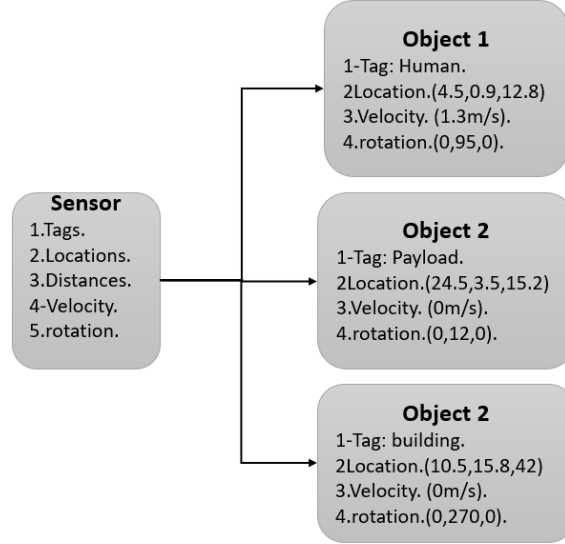 Object 1
1-Tag: Human.
2Location.(4.5,0.9,12.8)
3.Velocity. (1.3m/s).
4.rotation.(0,95,0).
Sensor
1.Tags.
2.Locations.
3.Distances.
4-Velocity.
5.rotation.
Object 2
1-Tag: Payload.
2Location.(24.5,3.5,15.2)
3.Velocity. (0m/s).
4.rotation.(0,12,0).
Object 2
1-Tag: building.
2Location.(10.5,15.8,42)
3.Velocity. (0m/s).
4.rotation.(0,270,0).